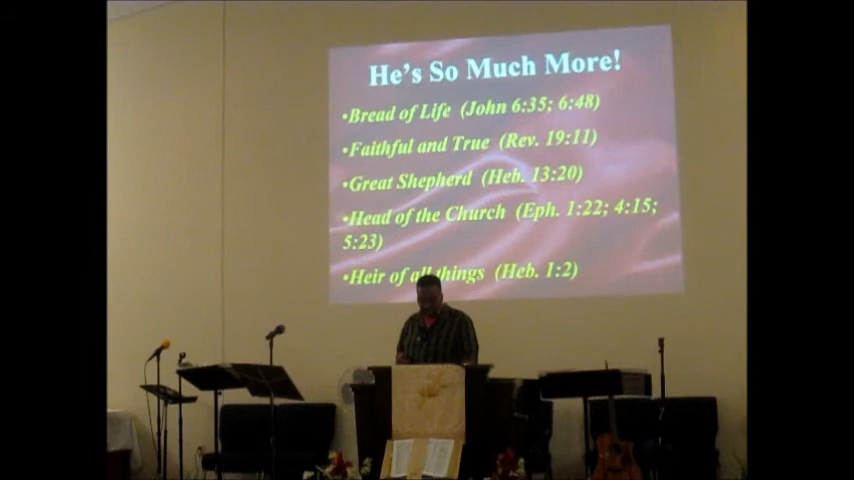 He's So Much More!
•Bread of Life (John 6:35; 6:48)
•Faithful and True (Rev. 19:11)
•Great Shepherd (Heb. 13:20)
•Head of the Church (Eph. 1:22; 4:15;
5:23)
•Heir of all things (Heb. 1:2)